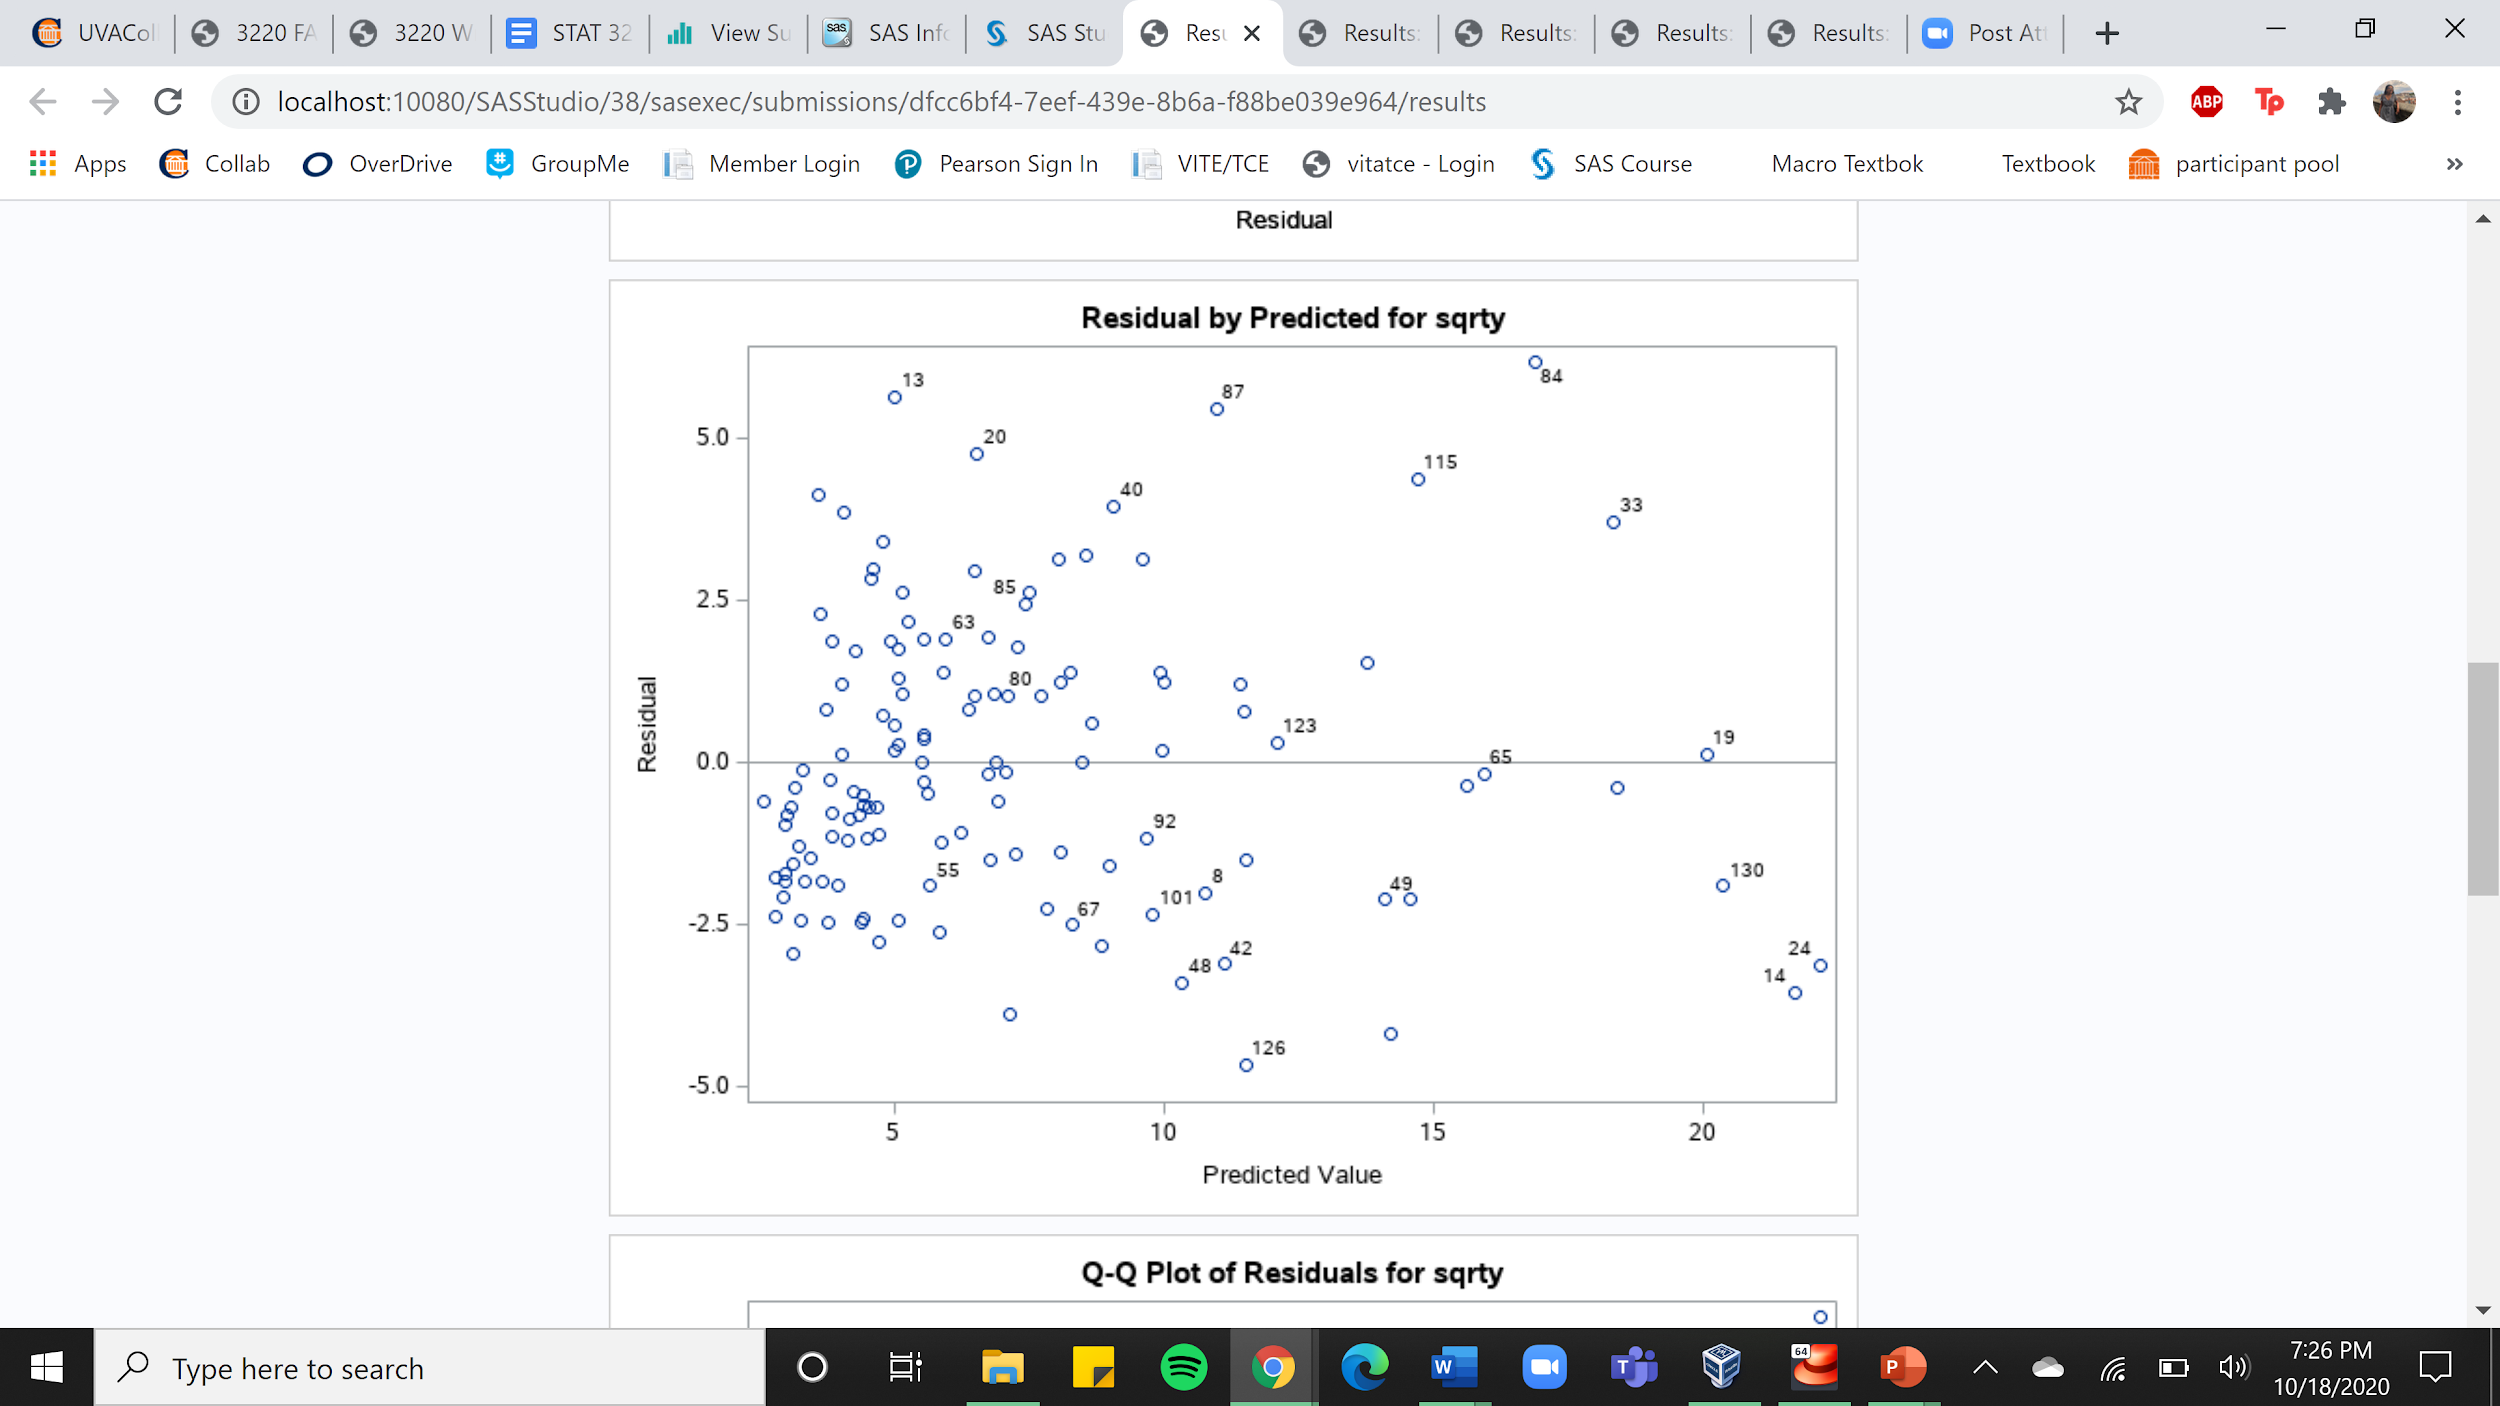 UVACol
3220 FA
3220 W
STAT 32
View Su
SAS Info
SAS Stu
Resu
Results:
Results:
Results:
Results:
Post Att
localhost:10080/SASStudio/38/sasexec/submissions/dfcc6bf4-7eef-439e-8b6a-f88be039e964/results
ABP
Tp
Apps
Collab
OverDrive
GroupMe
Member Login
Pearson Sign In
VITE/TCE
vitatce - Login
SAS Course
Macro Textbok
Textbook
participant pool
»
Residual
Residual by Predicted for sqrty
13
87
84
20
115
40
33
85
63
80
123
65
19
92
55
8
101
67
49
130
42
48
24
14
126
5.0
2.5
0.0
-2.5
-5.0
Residual
5
10
15
20
Predicted Value
Q-Q Plot of Residuals for sqrty
Type here to search
7:26 PM
10/18/2020